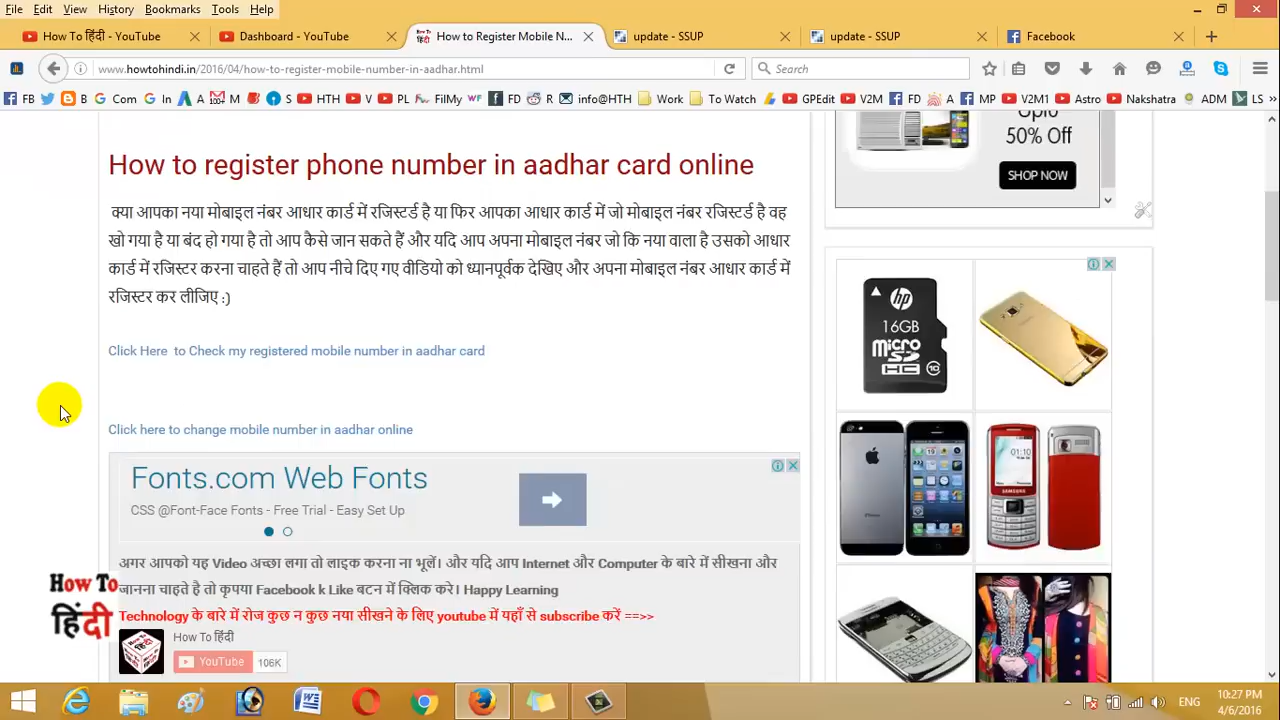 File Edit View History Bookmarks Tools Help
How To हिंदी - YouTube
Dashboard - YouTube
How to Register Mobile N...
update - SSUP
update - SSUP
Facebook
www.howtohindi.in/2016/04/how-to-register-mobile-number-in-aadhar.html
Search
FB B Com In A M S HTH V PL FilMy FD R info@HTH Work To Watch GPEdit V2M FD A MP V2M1 Astro Nakshatra ADM LS
Upto
50% Off
SHOP NOW
How to register phone number in aadhar card online
क्या आपका नया मोबाइल नंबर आधार कार्ड में रजिस्टर्ड है या फिर आपका आधार कार्ड में जो मोबाइल नंबर रजिस्टर्ड है वह
खो गया है या बंद हो गया है तो आप कैसे जान सकते हैं और यदि आप अपना मोबाइल नंबर जो कि नया वाला है उसको आधार
कार्ड में रजिस्टर करना चाहते हैं तो आप नीचे दिए गए वीडियो को ध्यानपूर्वक देखिए और अपना मोबाइल नंबर आधार कार्ड में
रजिस्टर कर लीजिए :)
Click Here to Check my registered mobile number in aadhar card
Click here to change mobile number in aadhar online
hp
16GB
micro
SD
HC
Fonts.com Web Fonts
CSS @Font-Face Fonts - Free Trial - Easy Set Up
SAMSUNG
01:10
अगर आपको यह Video अच्छा लगा तो लाइक करना ना भूलें। और यदि आप Internet और Computer के बारे में सीखना और
जानना चाहते है तो कृपया Facebook k Like बटन में क्लिक करे। Happy Learning
Technology के बारे में रोज कुछ न कुछ नया सीखने के लिए youtube में यहाँ से subscribe करें ==>>
How To
हिंदी
How To हिंदी
YouTube 106K
ENG
10:27 PM
4/6/2016